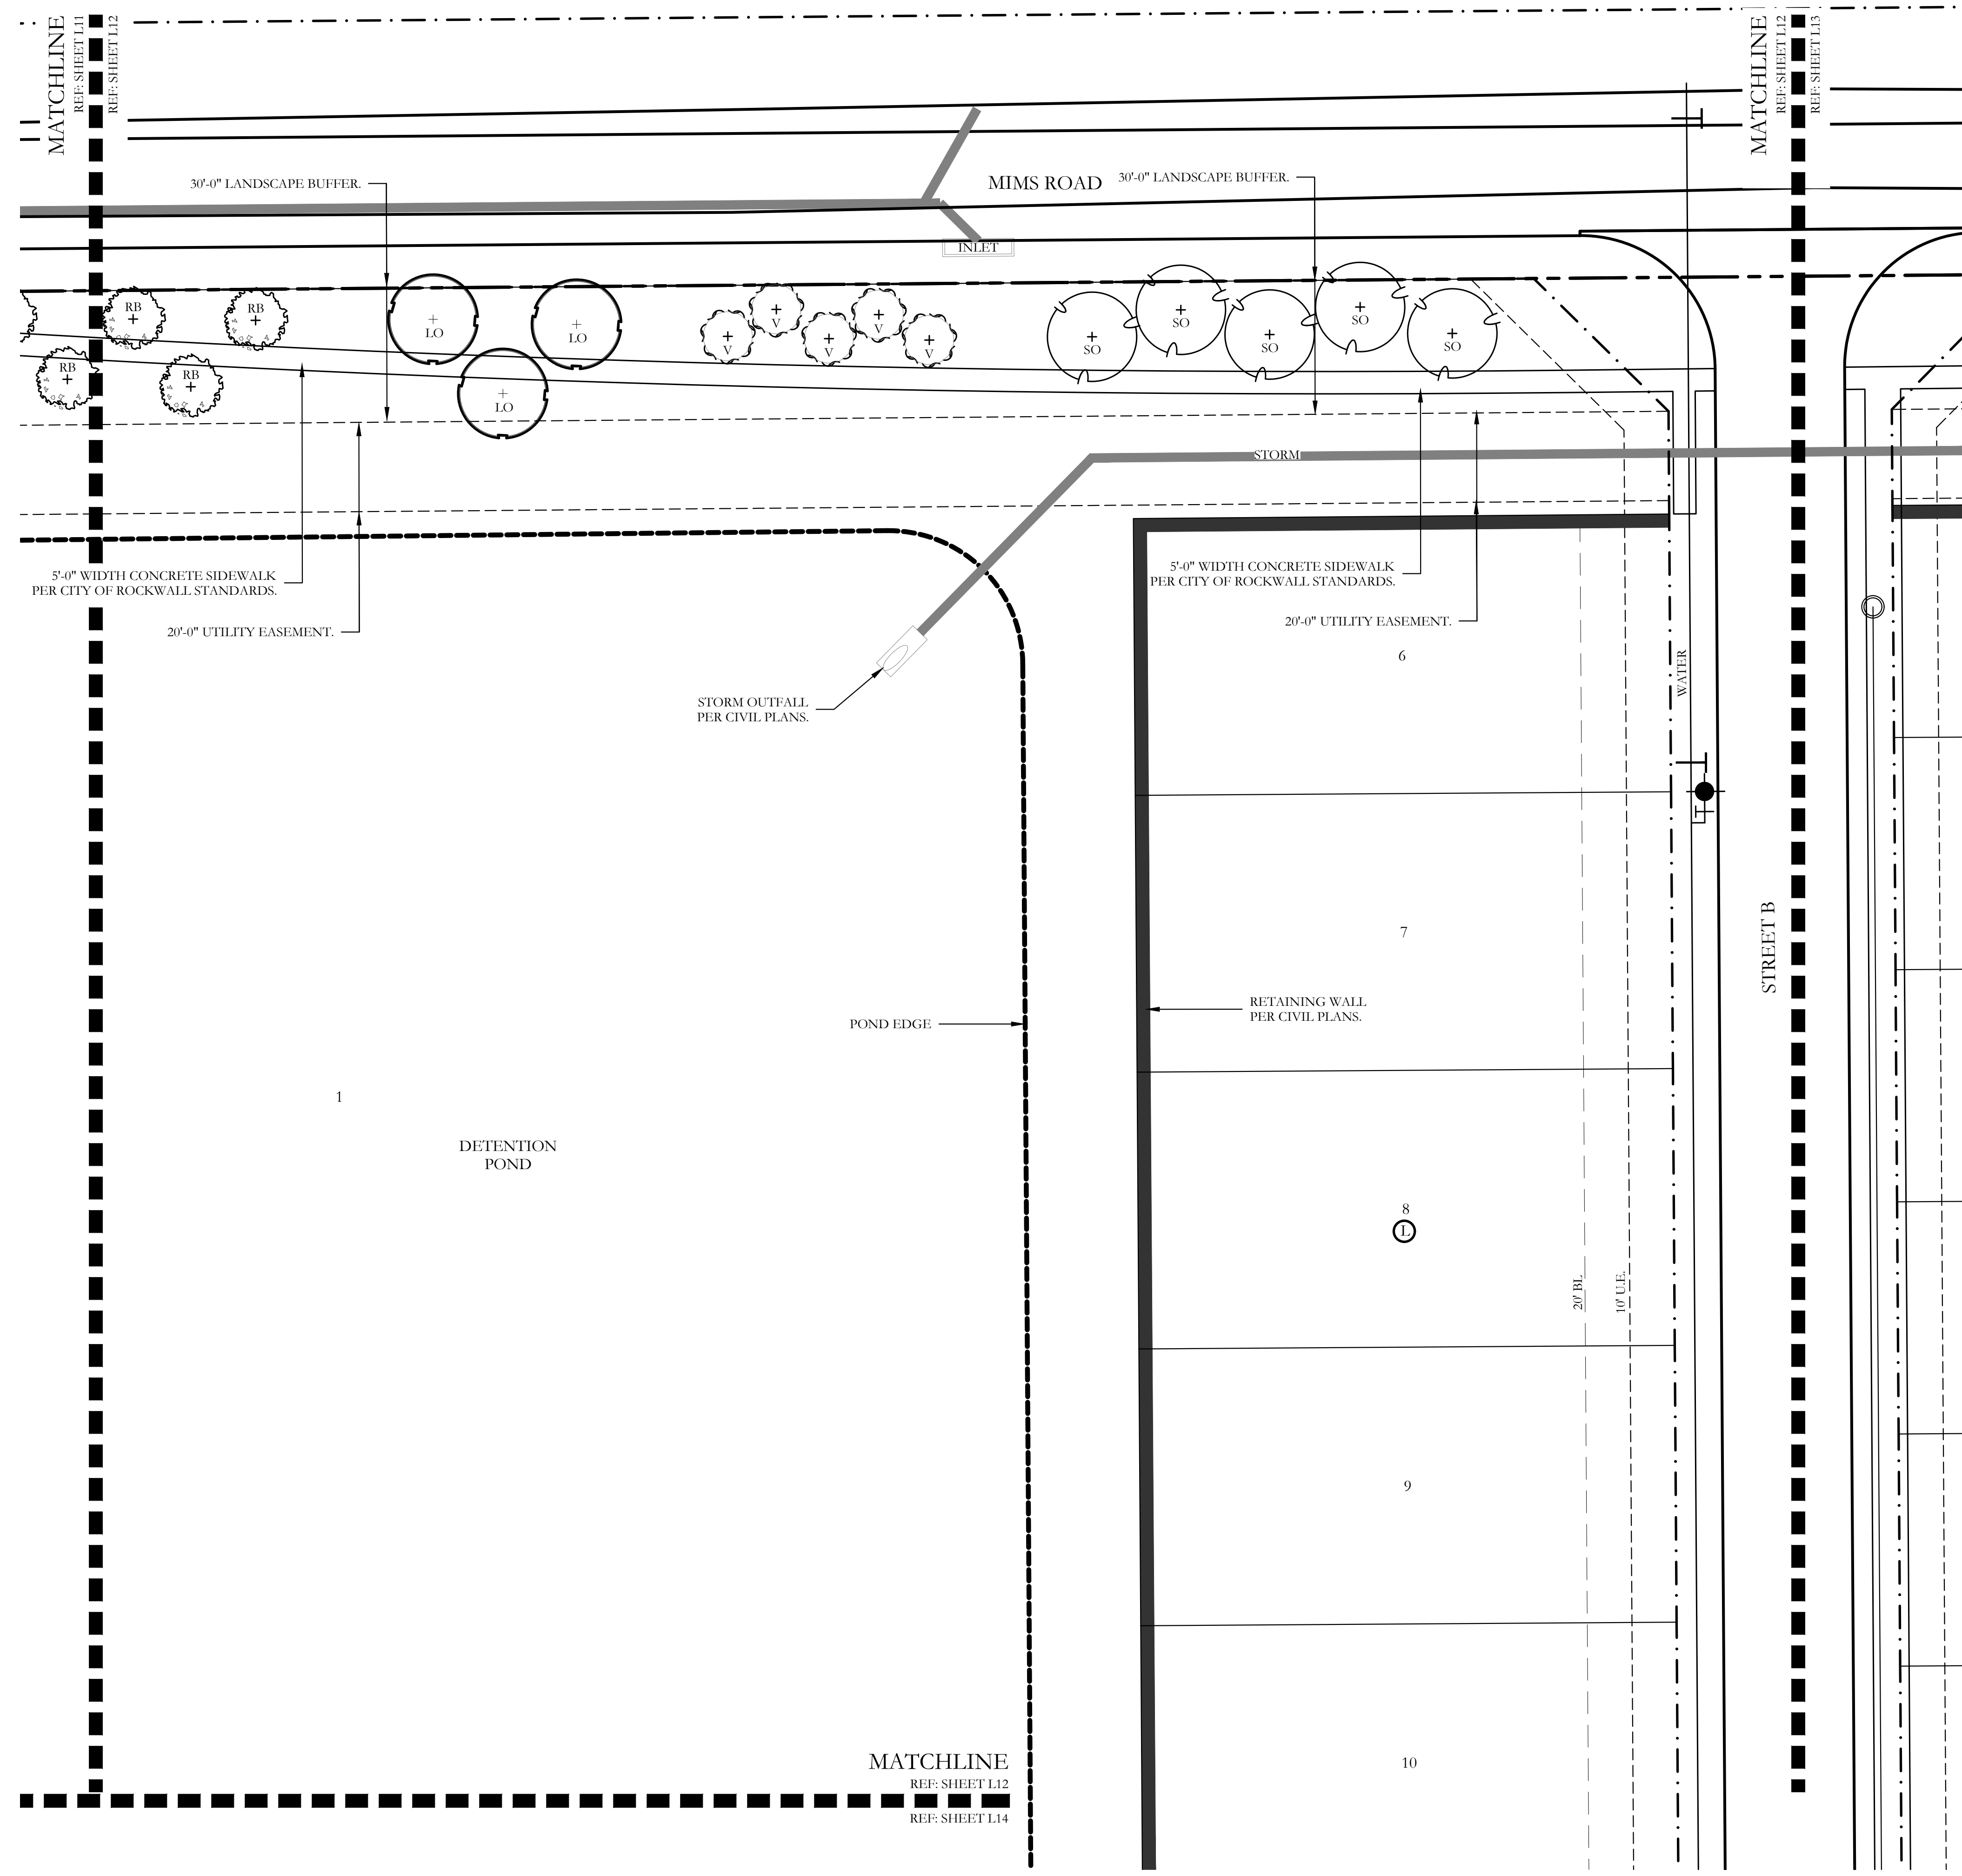 MATCHLINE
REF: SHEET L11
REF: SHEET L12
MATCHLINE
REF: SHEET L12
REF: SHEET L13
30'-0" LANDSCAPE BUFFER.
MIMS ROAD
30'-0" LANDSCAPE BUFFER.
INLET
RB
RB
RB
RB
LO
LO
LO
V
V
V
V
V
SO
SO
SO
SO
SO
STORM
5'-0" WIDTH CONCRETE SIDEWALK
PER CITY OF ROCKWALL STANDARDS.
20'-0" UTILITY EASEMENT.
5'-0" WIDTH CONCRETE SIDEWALK
PER CITY OF ROCKWALL STANDARDS.
20'-0" UTILITY EASEMENT.
6
WATER
STORM OUTFALL
PER CIVIL PLANS.
7
STREET B
RETAINING WALL
PER CIVIL PLANS.
POND EDGE
1
DETENTION
POND
8
L
20' BL
10' U.E.
9
10
MATCHLINE
REF: SHEET L12
REF: SHEET L14